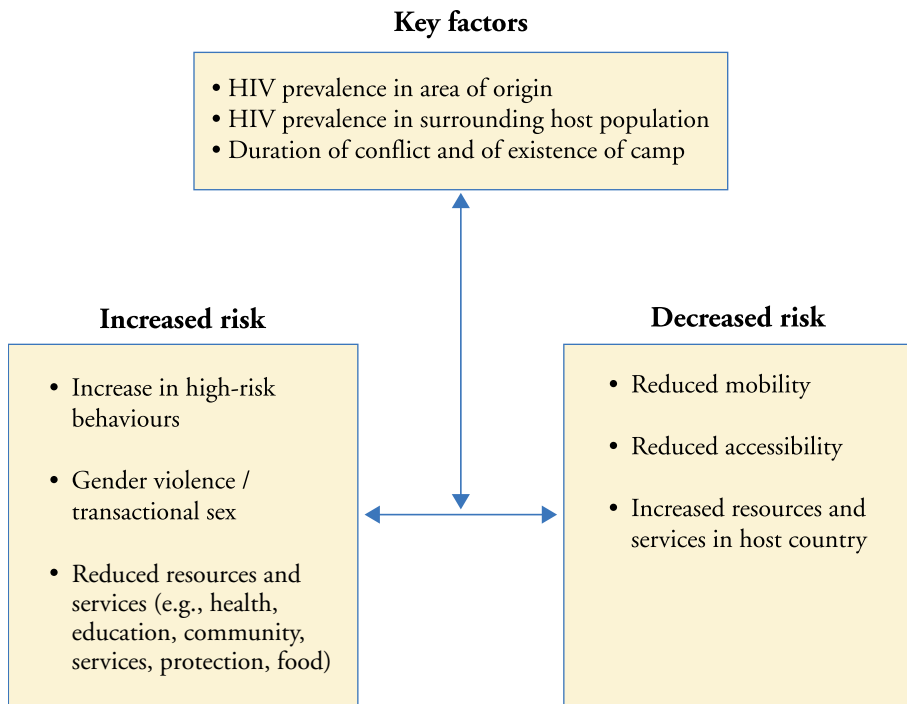 Key factors
• HIV prevalence in area of origin
• HIV prevalence in surrounding host population
• Duration of conflict and of existence of camp
Increased risk
• Increase in high-risk
behaviours
• Gender violence /
transactional sex
• Reduced resources and
services (e.g., health,
education, community,
services, protection, food)
Decreased risk
• Reduced mobility
• Reduced accessibility
• Increased resources and
services in host country